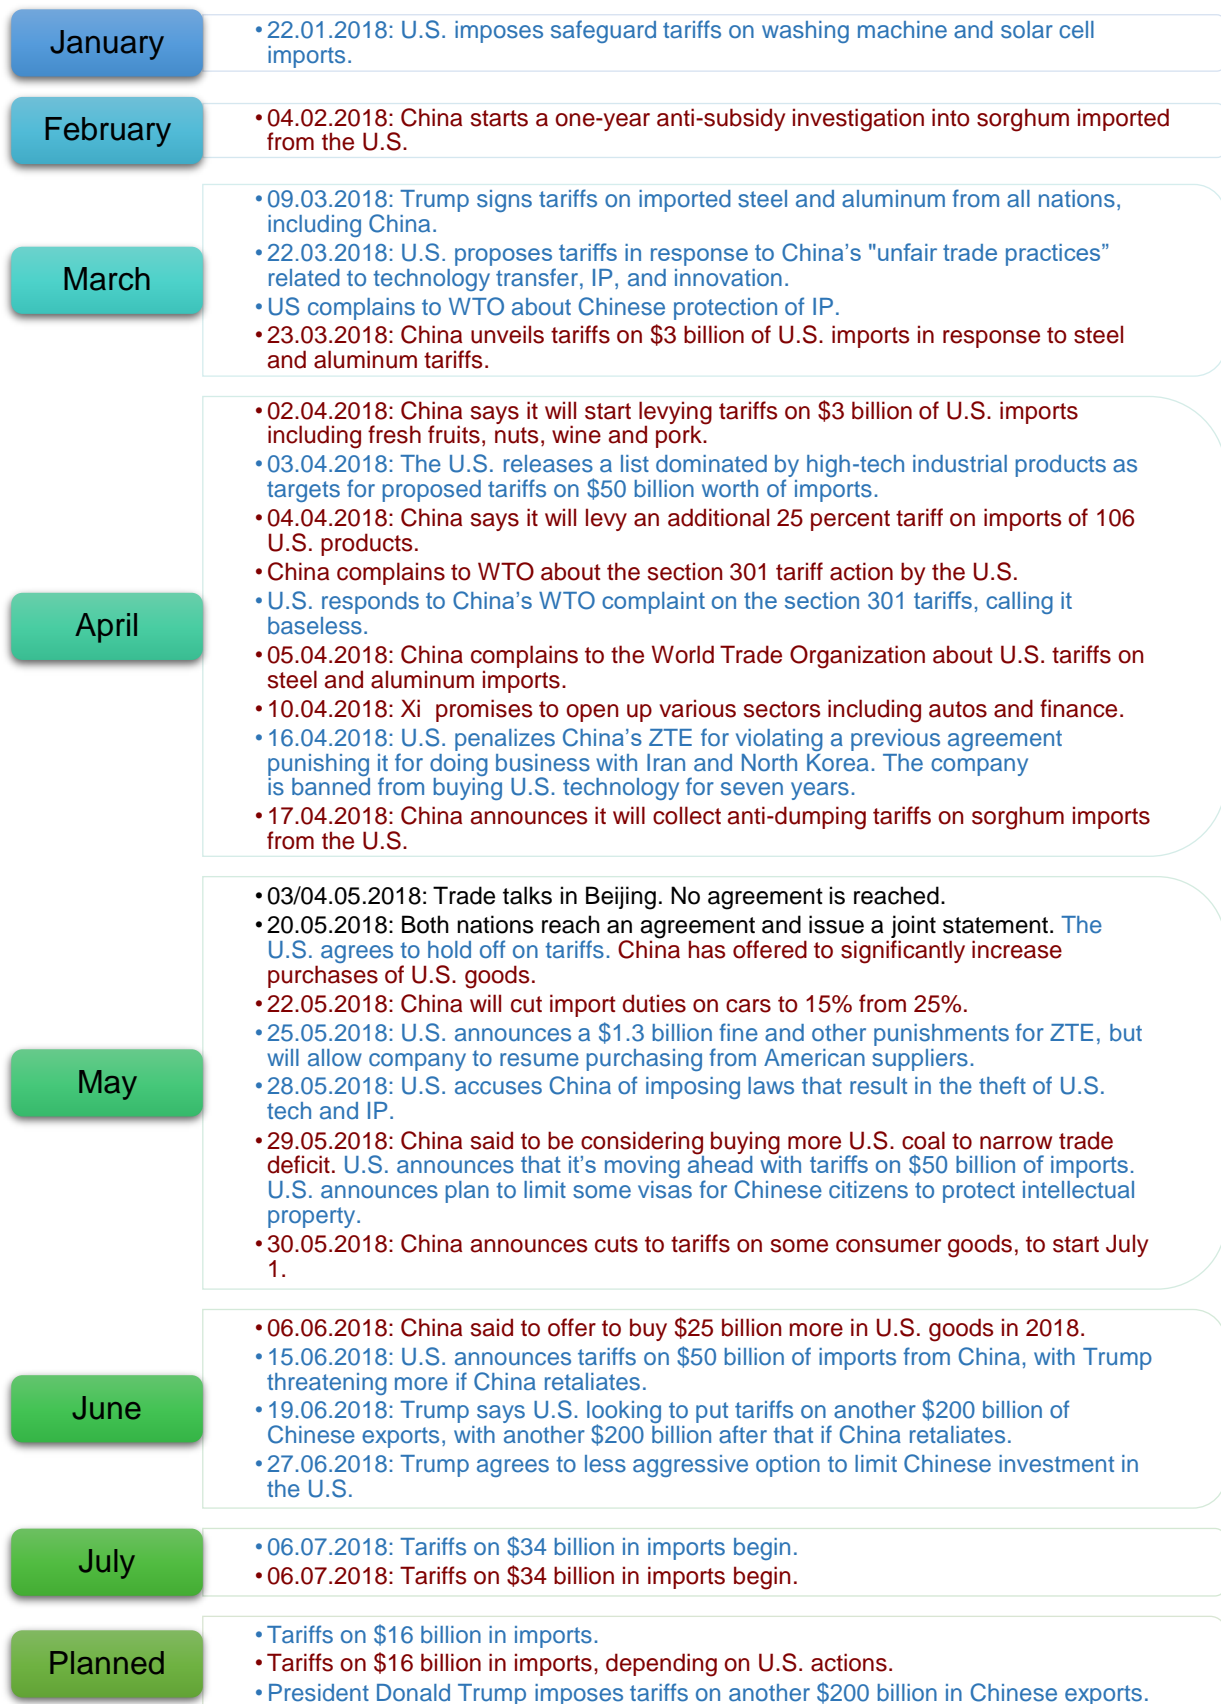 January
• 22.01.2018: U.S. imposes safeguard tariffs on washing machine and solar cell
imports.
February
• 04.02.2018: China starts a one-year anti-subsidy investigation into sorghum imported
from the U.S.
March
• 09.03.2018: Trump signs tariffs on imported steel and aluminum from all nations,
including China.
• 22.03.2018: U.S. proposes tariffs in response to China’s "unfair trade practices”
related to technology transfer, IP, and innovation.
• US complains to WTO about Chinese protection of IP.
• 23.03.2018: China unveils tariffs on $3 billion of U.S. imports in response to steel
and aluminum tariffs.
April
• 02.04.2018: China says it will start levying tariffs on $3 billion of U.S. imports
including fresh fruits, nuts, wine and pork.
• 03.04.2018: The U.S. releases a list dominated by high-tech industrial products as
targets for proposed tariffs on $50 billion worth of imports.
• 04.04.2018: China says it will levy an additional 25 percent tariff on imports of 106
U.S. products.
• China complains to WTO about the section 301 tariff action by the U.S.
• U.S. responds to China’s WTO complaint on the section 301 tariffs, calling it
baseless.
• 05.04.2018: China complains to the World Trade Organization about U.S. tariffs on
steel and aluminum imports.
• 10.04.2018: Xi promises to open up various sectors including autos and finance.
• 16.04.2018: U.S. penalizes China’s ZTE for violating a previous agreement
punishing it for doing business with Iran and North Korea. The company
is banned from buying U.S. technology for seven years.
• 17.04.2018: China announces it will collect anti-dumping tariffs on sorghum imports
from the U.S.
May
• 03/04.05.2018: Trade talks in Beijing. No agreement is reached.
• 20.05.2018: Both nations reach an agreement and issue a joint statement. The
U.S. agrees to hold off on tariffs. China has offered to significantly increase
purchases of U.S. goods.
• 22.05.2018: China will cut import duties on cars to 15% from 25%.
• 25.05.2018: U.S. announces a $1.3 billion fine and other punishments for ZTE, but
will allow company to resume purchasing from American suppliers.
• 28.05.2018: U.S. accuses China of imposing laws that result in the theft of U.S.
tech and IP.
• 29.05.2018: China said to be considering buying more U.S. coal to narrow trade
deficit. U.S. announces that it’s moving ahead with tariffs on $50 billion of imports.
U.S. announces plan to limit some visas for Chinese citizens to protect intellectual
property.
• 30.05.2018: China announces cuts to tariffs on some consumer goods, to start July
1.
June
• 06.06.2018: China said to offer to buy $25 billion more in U.S. goods in 2018.
• 15.06.2018: U.S. announces tariffs on $50 billion of imports from China, with Trump
threatening more if China retaliates.
• 19.06.2018: Trump says U.S. looking to put tariffs on another $200 billion of
Chinese exports, with another $200 billion after that if China retaliates.
• 27.06.2018: Trump agrees to less aggressive option to limit Chinese investment in
the U.S.
July
• 06.07.2018: Tariffs on $34 billion in imports begin.
• 06.07.2018: Tariffs on $34 billion in imports begin.
Planned
• Tariffs on $16 billion in imports.
• Tariffs on $16 billion in imports, depending on U.S. actions.
• President Donald Trump imposes tariffs on another $200 billion in Chinese exports.